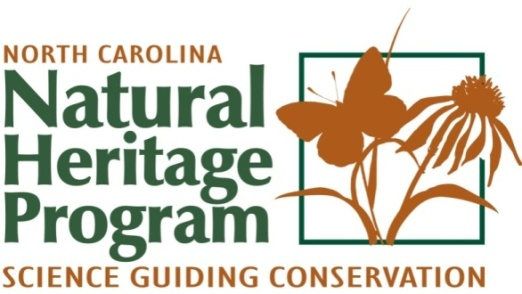 NORTH CAROLINA
Natural
Heritage
Program
SCIENCE GUIDING CONSERVATION